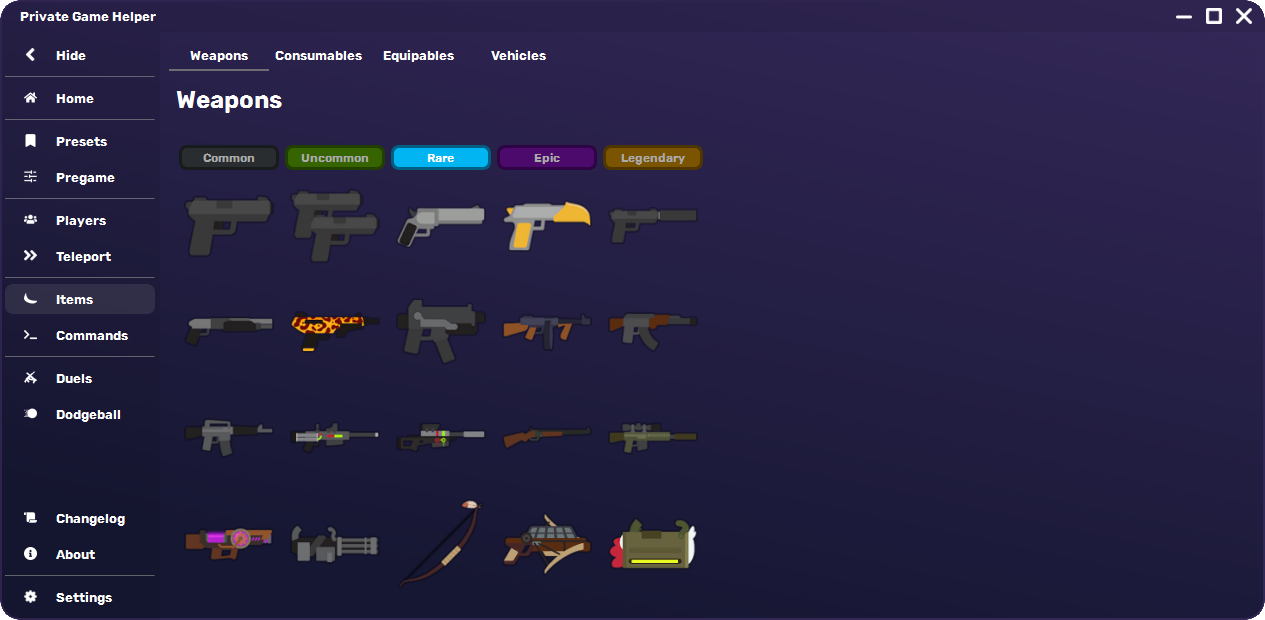 Private Game Helper
Hide
Home
Presets
Pregame
Players
Teleport
Items
Commands
Duels
Dodgeball
Changelog
About
Settings
Weapons Consumables Equipables Vehicles
Weapons
Common Uncommon Rare Epic Legendary